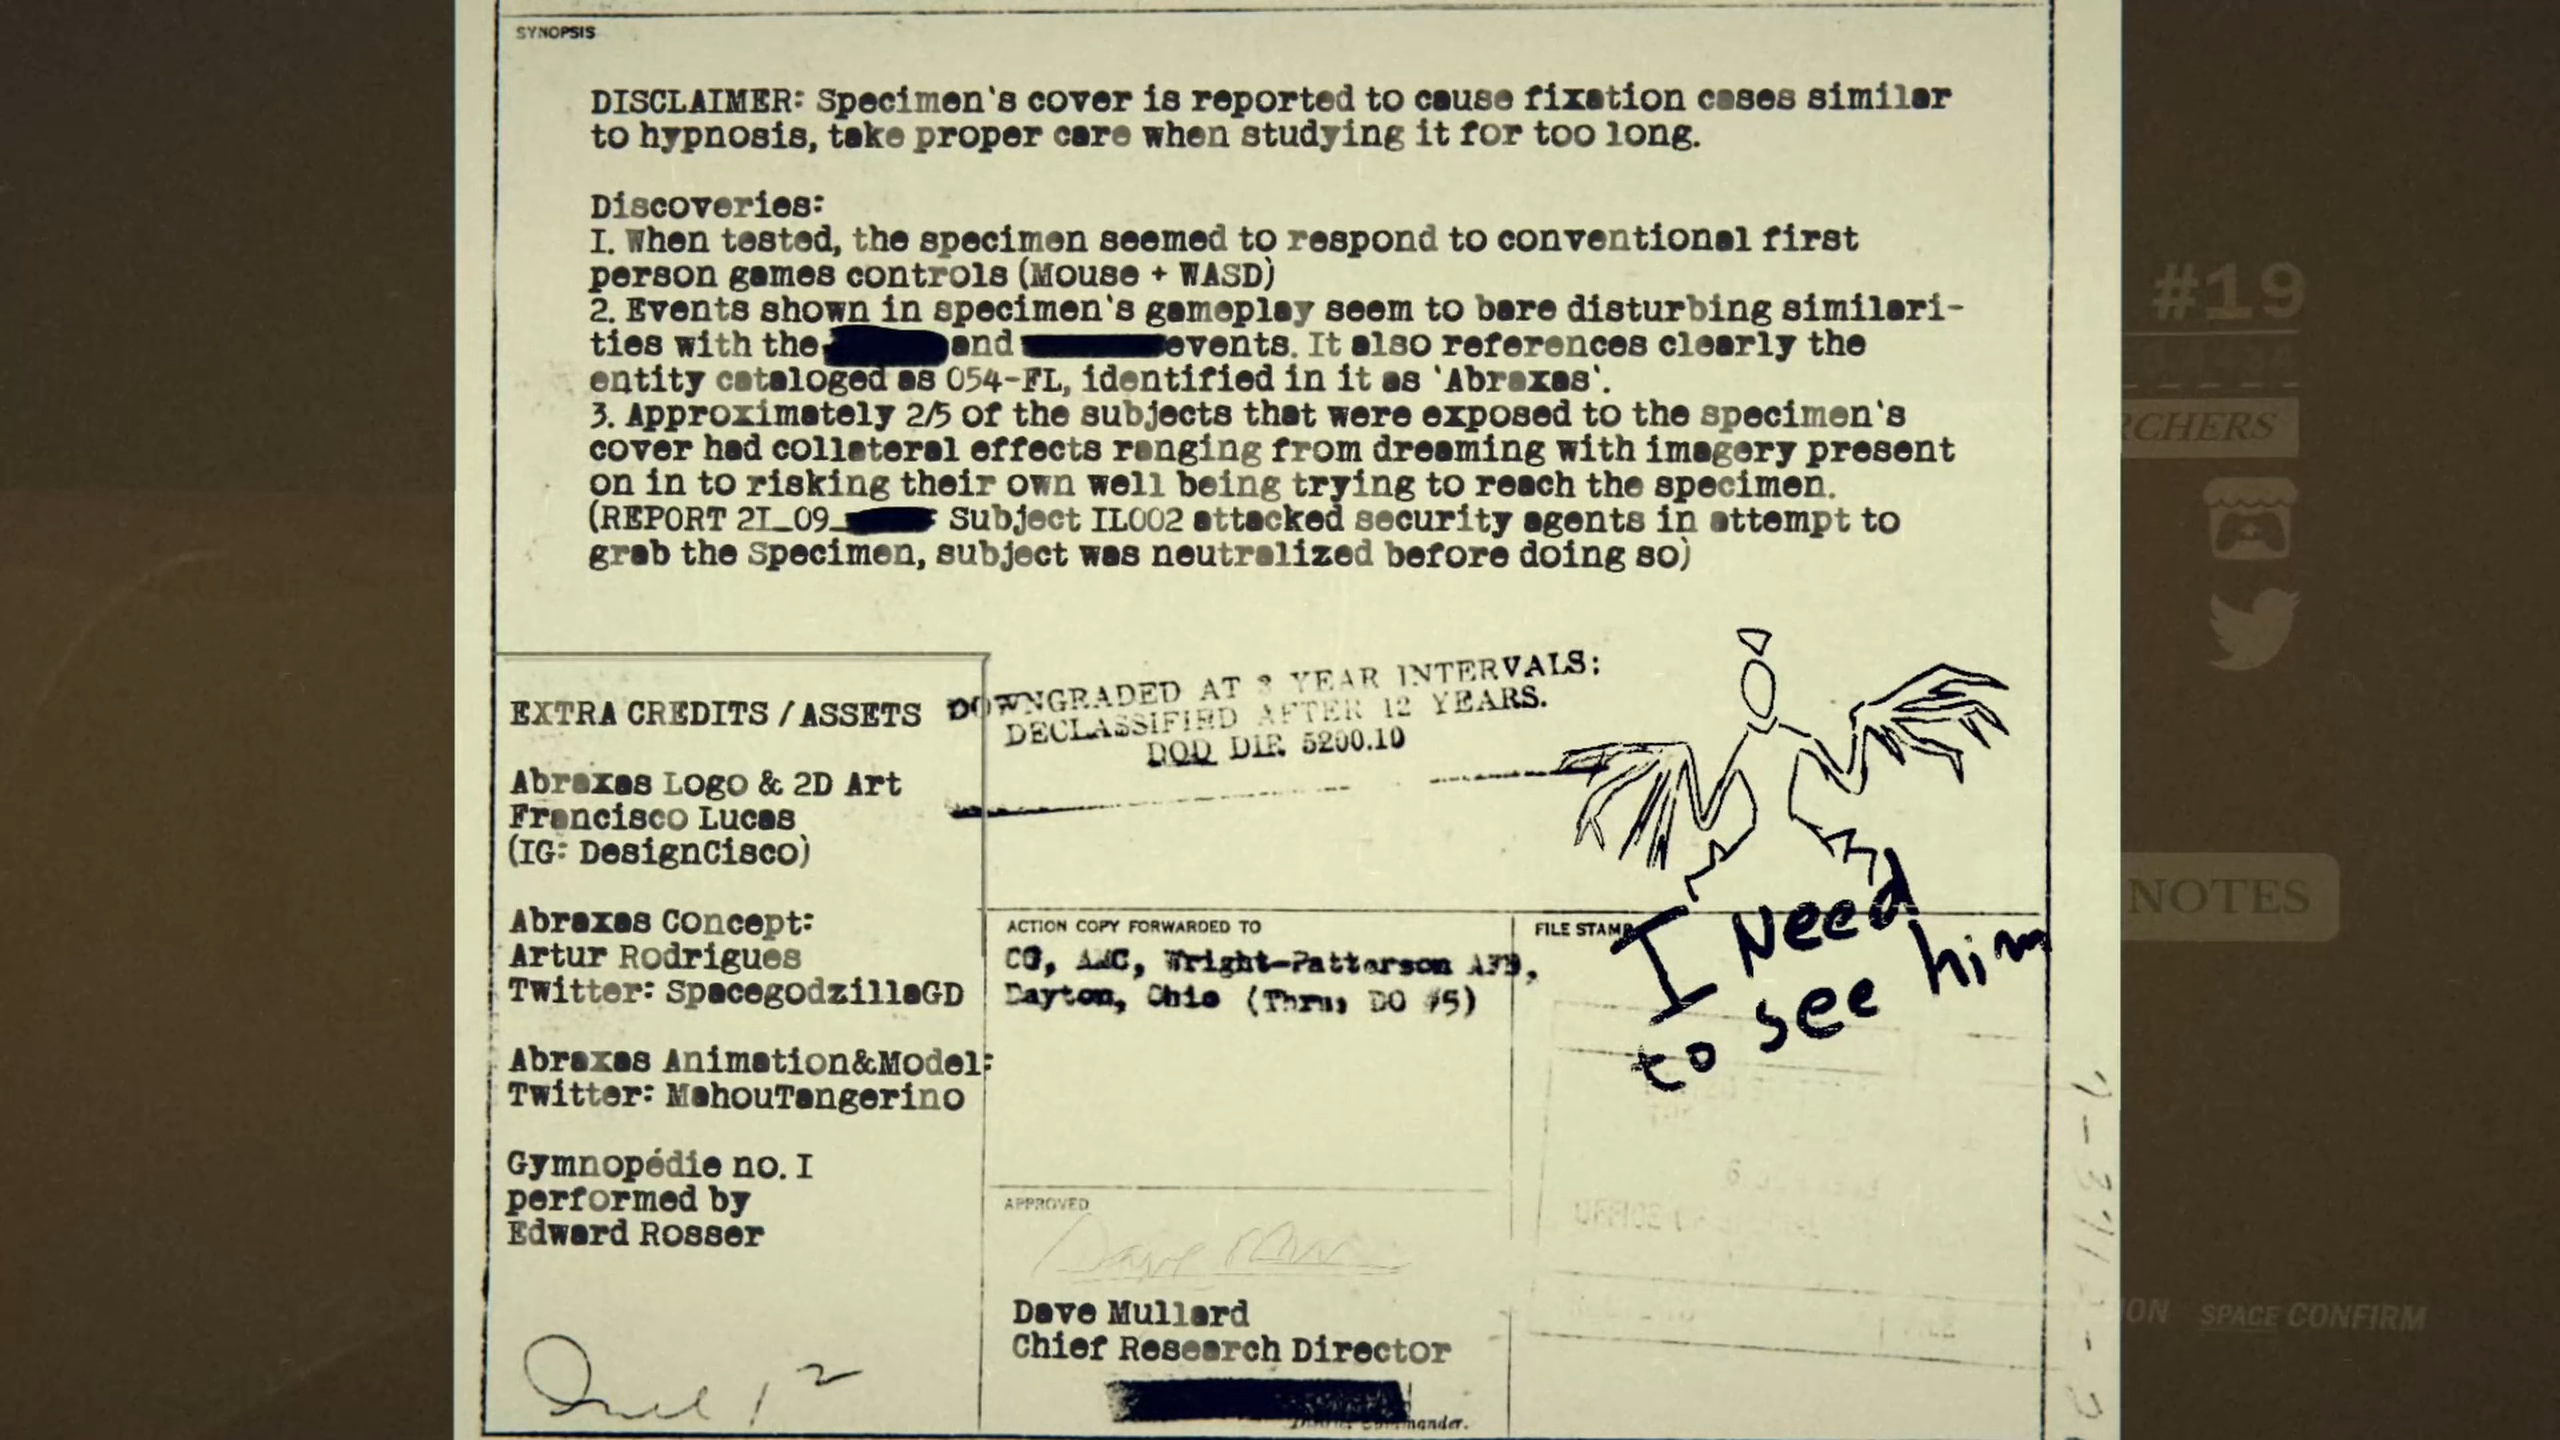 SYNOPSIS
DISCLAIMER: Specimen's cover is reported to cause fixation cases similar
to hypnosis, take proper care when studying it for too long.
Discoveries:
I. When tested, the specimen seemed to respond to conventional first
person games controls (Mouse + WASD)
2. Events shown in specimen's gameplay seem to bare disturbing similari-
ties with the and events. It also references clearly the
entity cataloged as 054-FL, identified in it as 'Abraxas'.
3. Approximately 2/5 of the subjects that were exposed to the specimen's
cover had collateral effects ranging from dreaming with imagery present
on in to risking their own well being trying to reach the specimen.
(REPORT 2I_09_ : Subject IL002 attacked security agents in attempt to
grab the Specimen, subject was neutralized before doing so)
EXTRA CREDITS / ASSETS
Abraxas Logo & 2D Art
Francisco Lucas
(IG: DesignCisco)
Abraxas Concept:
Artur Rodrigues
Twitter: SpacegodzillaGD
Abraxas Animation&Model:
Twitter: MahouTangerino
Gymnopédie no. I
performed by
Edward Rosser
DOWNGRADED AT 3 YEAR INTERVALS:
DECLASSIFIED AFTER 12 YEARS.
DOD DIR. 5200.10
ACTION COPY FORWARDED TO
CG, AMC, Wright-Patterson AFB,
Dayton, Ohio (Thru; DO #5)
FILE STAMP
I Need
to see him
APPROVED
Dave Mullard
Chief Research Director
#19
RCHERS
NOTES
ION SPACE CONFIRM